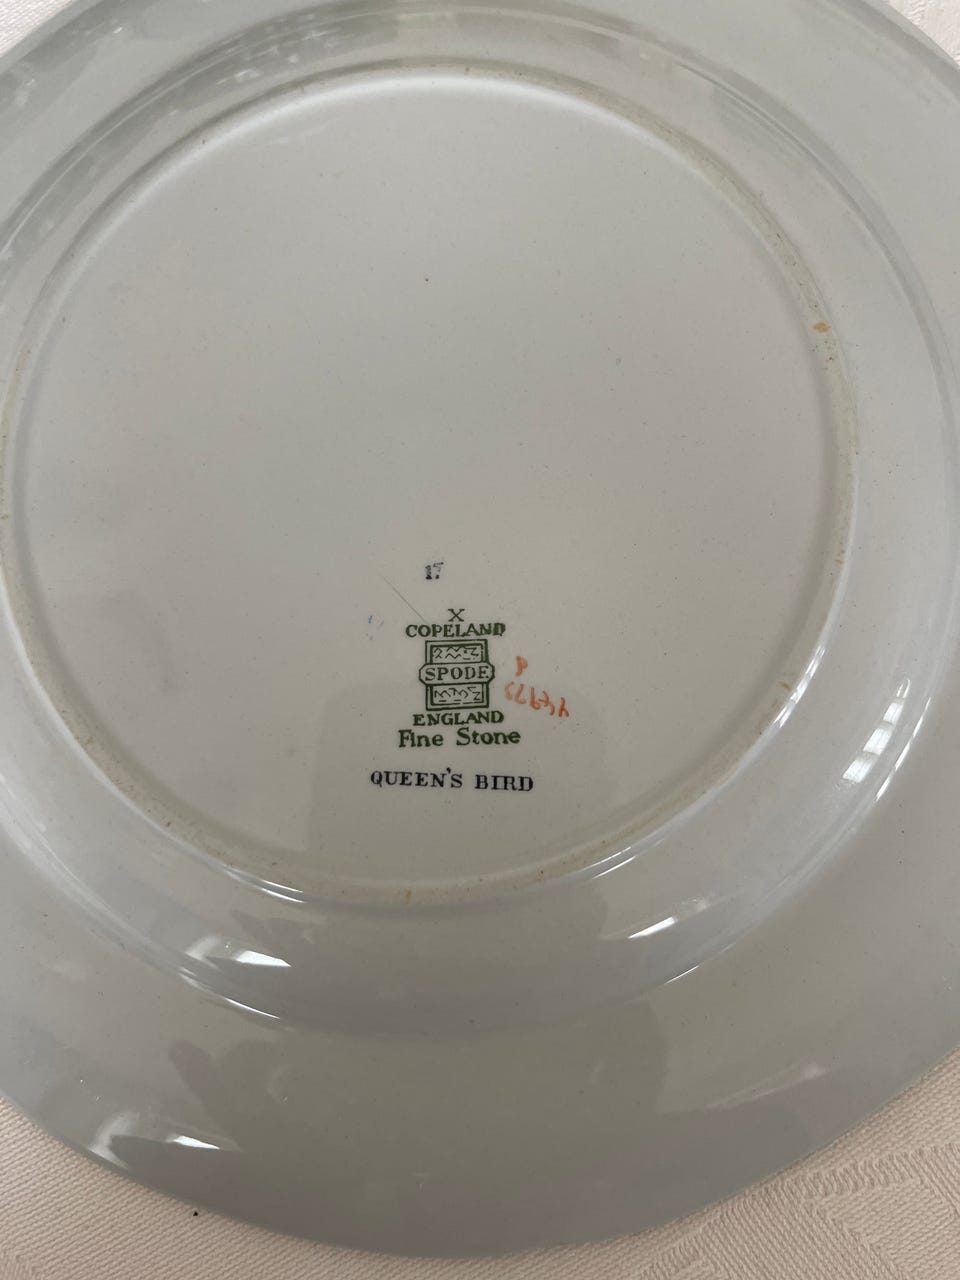 17
X
COPELAND
SPODE
ENGLAND
Fine Stone
QUEEN'S BIRD